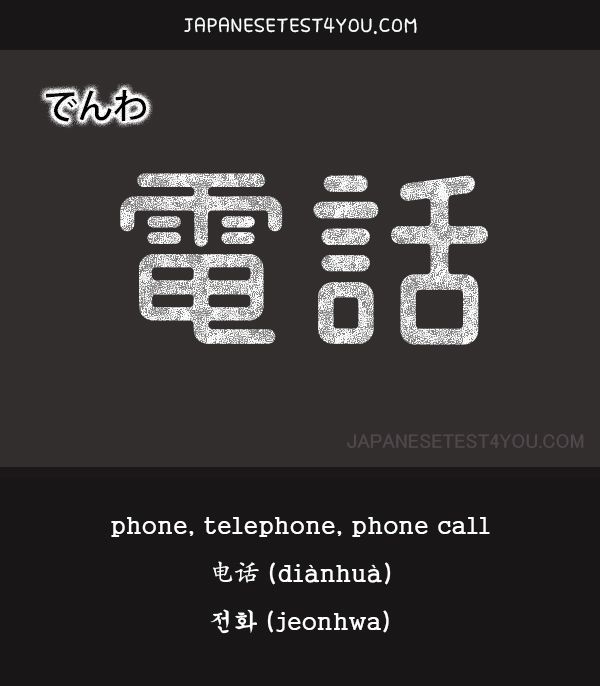 JAPANESETEST4YOU.COM
でんわ
電話
JAPANESETEST4YOU.COM
phone, telephone, phone call
电话 (diànhuà)
전화 (jeonhwa)